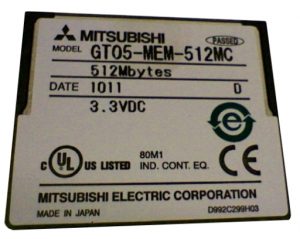 MITSUBISHI PASSED
MODEL GT05-MEM-512MC
512Mbytes
DATE 1011 D
3.3VDC
C UL US LISTED 80M1 IND. CONT. EQ. CE
MITSUBISHI ELECTRIC CORPORATION
MADE IN JAPAN D992C299H03